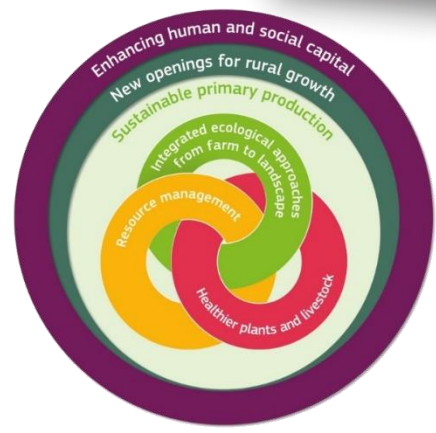 Enhancing human and social capital
New openings for rural growth
Sustainable primary production
Integrated ecological approaches
from farm to landscape
Resource management
Healthier plants and livestock